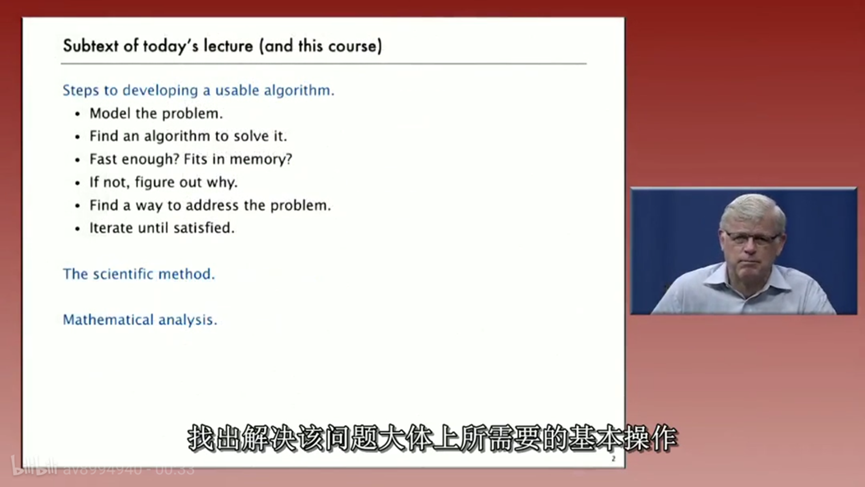 Subtext of today's lecture (and this course)
Steps to developing a usable algorithm.
• Model the problem.
• Find an algorithm to solve it.
• Fast enough? Fits in memory?
• If not, figure out why.
• Find a way to address the problem.
• Iterate until satisfied.
The scientific method.
Mathematical analysis.
找出解决该问题大体上所需要的基本操作
bilibili av8994940 - 00:33
2